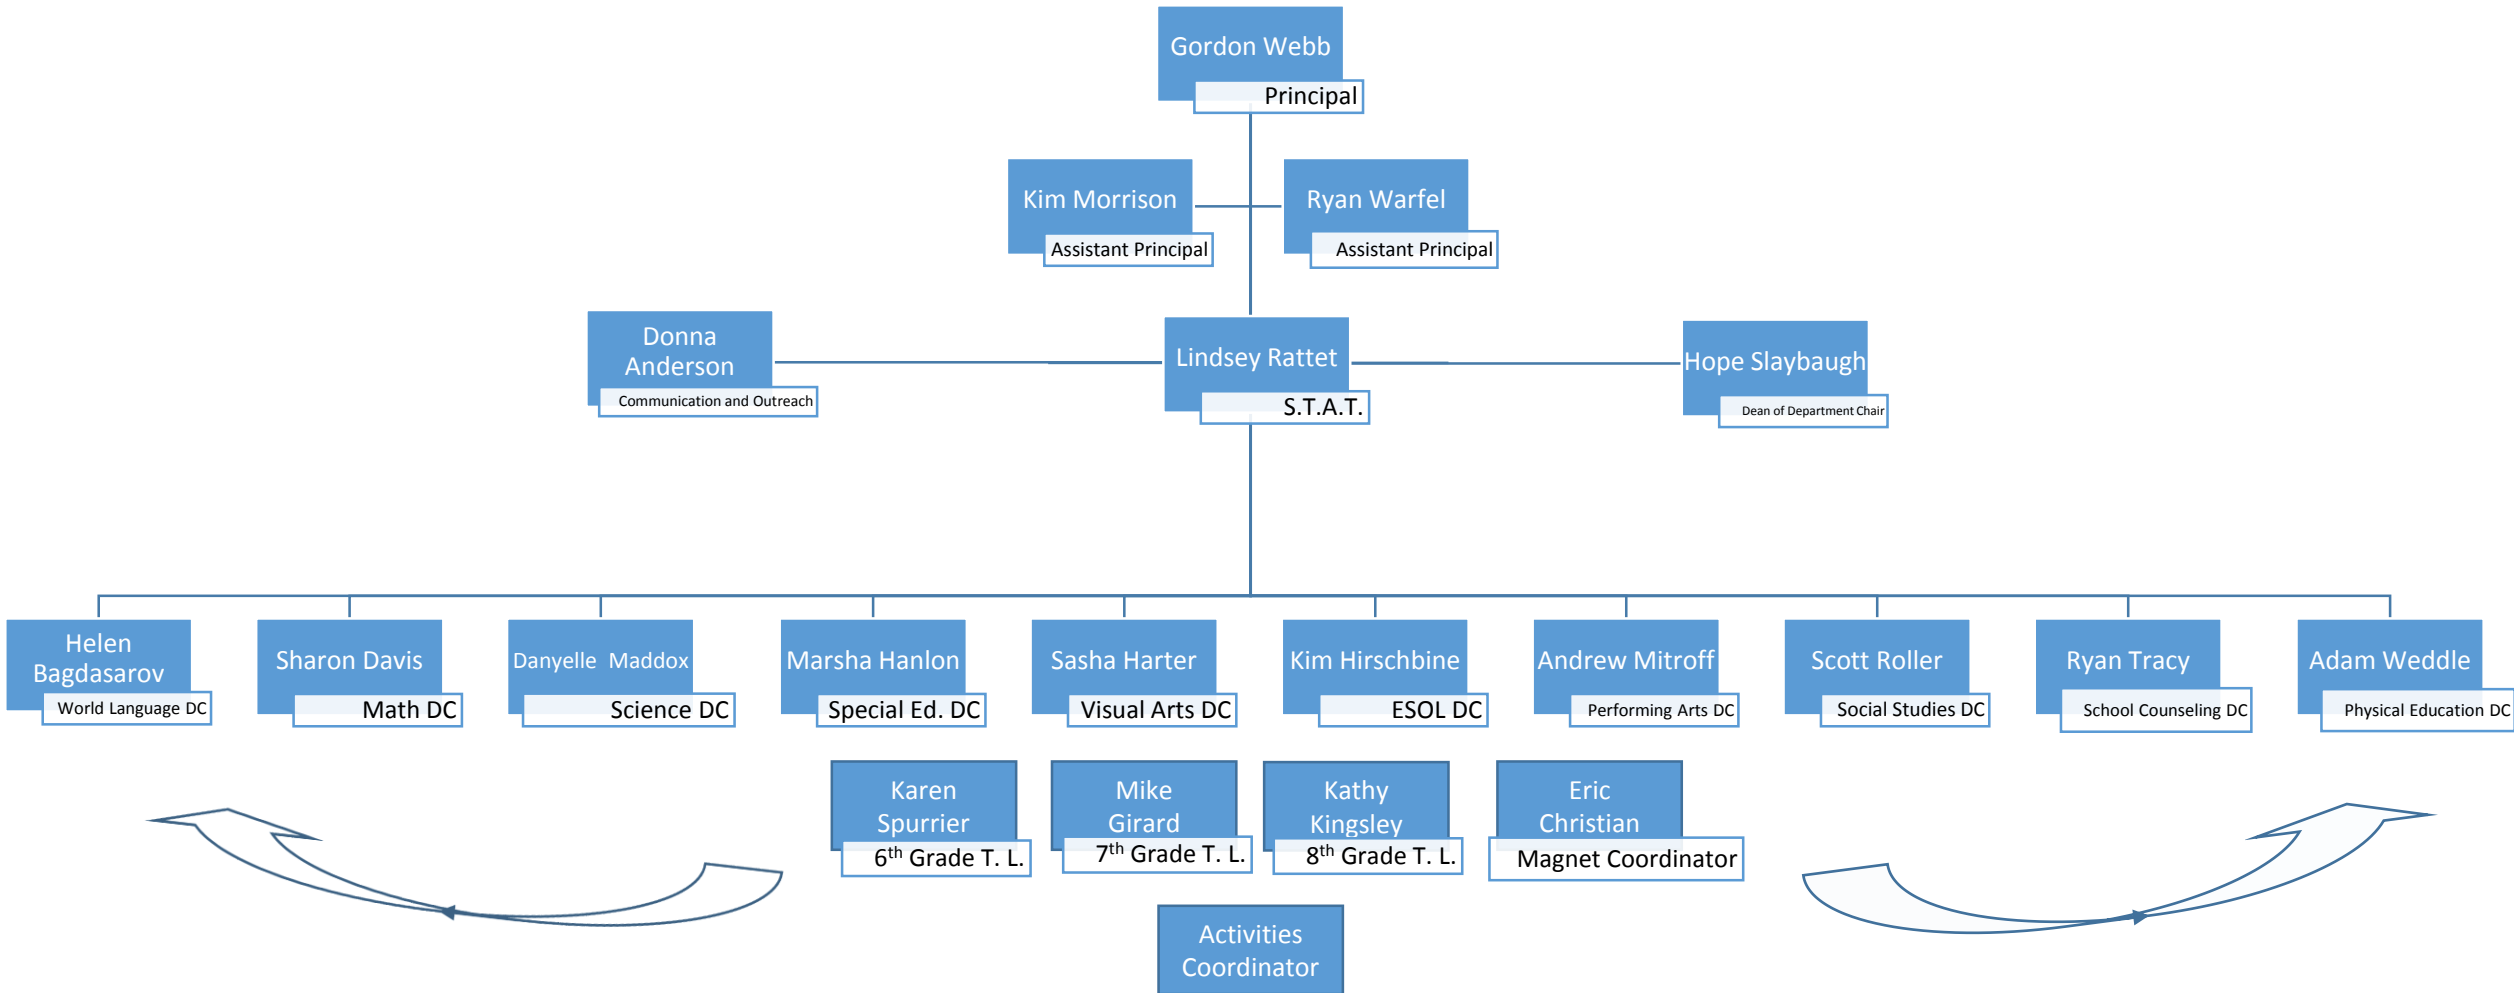 Gordon Webb
Principal
Kim Morrison
Assistant Principal
Ryan Warfel
Assistant Principal
Donna
Anderson
Communication and Outreach
Lindsey Rattet
S.T.A.T.
Hope Slaybaugh
Dean of Department Chair
Helen
Bagdasarov
World Language DC
Sharon Davis
Math DC
Danyelle Maddox
Science DC
Marsha Hanlon
Special Ed. DC
Sasha Harter
Visual Arts DC
Kim Hirschbine
ESOL DC
Andrew Mitroff
Performing Arts DC
Scott Roller
Social Studies DC
Ryan Tracy
School Counseling DC
Adam Weddle
Physical Education DC
Karen
Spurrier
6th Grade T. L.
Mike
Girard
7th Grade T. L.
Kathy
Kingsley
8th Grade T. L.
Eric
Christian
Magnet Coordinator
Activities
Coordinator